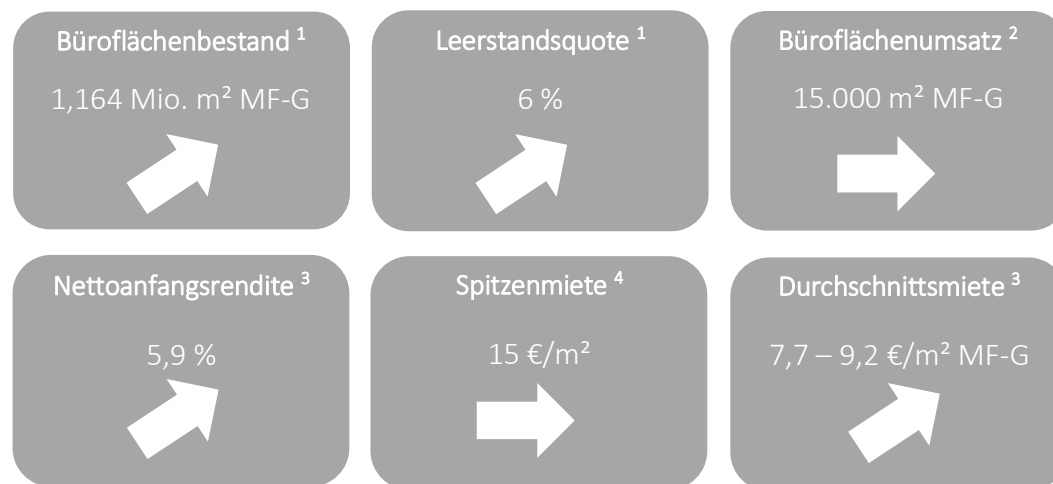 Büroflächenbestand ¹
1,164 Mio. m² MF-G
Leerstandsquote ¹
6 %
Büroflächenumsatz ²
15.000 m² MF-G
Nettoanfangsrendite ³
5,9 %
Spitzenmiete ⁴
15 €/m²
Durchschnittsmiete ³
7,7 – 9,2 €/m² MF-G